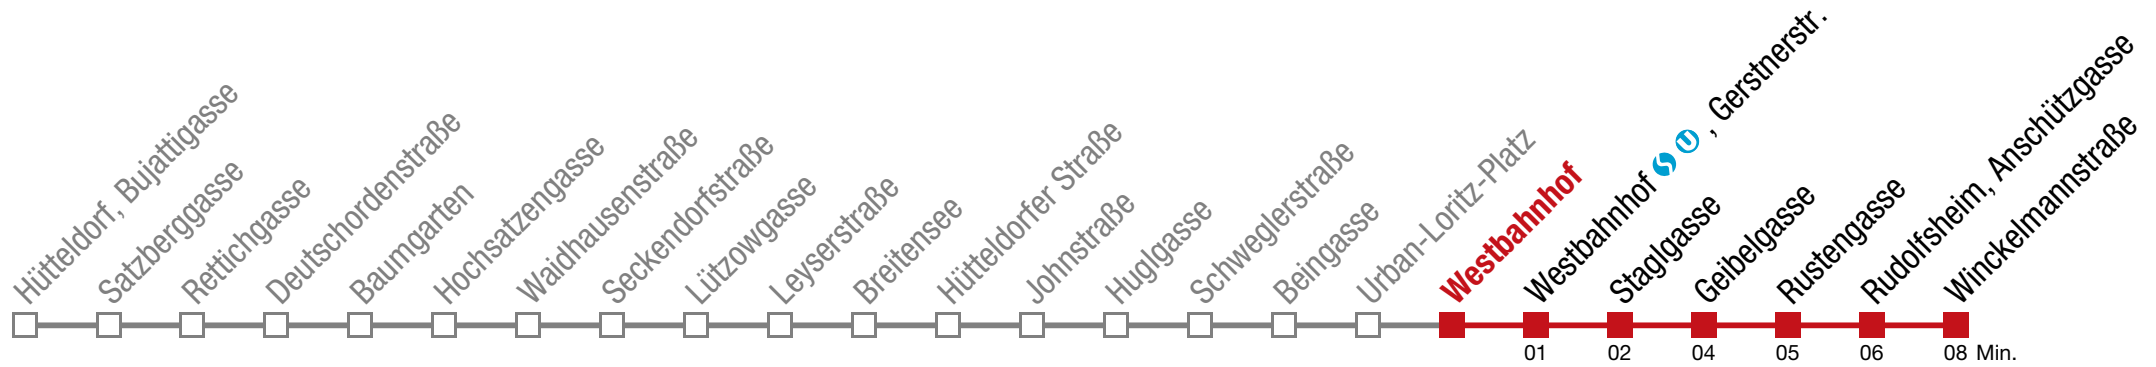 Hütteldorf, Bujattigasse
Satzberggasse
Rettichgasse
Deutschordenstraße
Baumgarten
Hochsatzengasse
Waidhausenstraße
Seckendorfstraße
Lützowgasse
Leyserstraße
Breitensee
Hütteldorfer Straße
Johnstraße
Huglgasse
Schweglerstraße
Beingasse
Urban-Loritz-Platz
Westbahnhof
Westbahnhof S U , Gerstnerstr.
Staglgasse
Geibelgasse
Rustengasse
Rudolfsheim, Anschützgasse
Winckelmannstraße
01 02 04 05 06 08 Min.